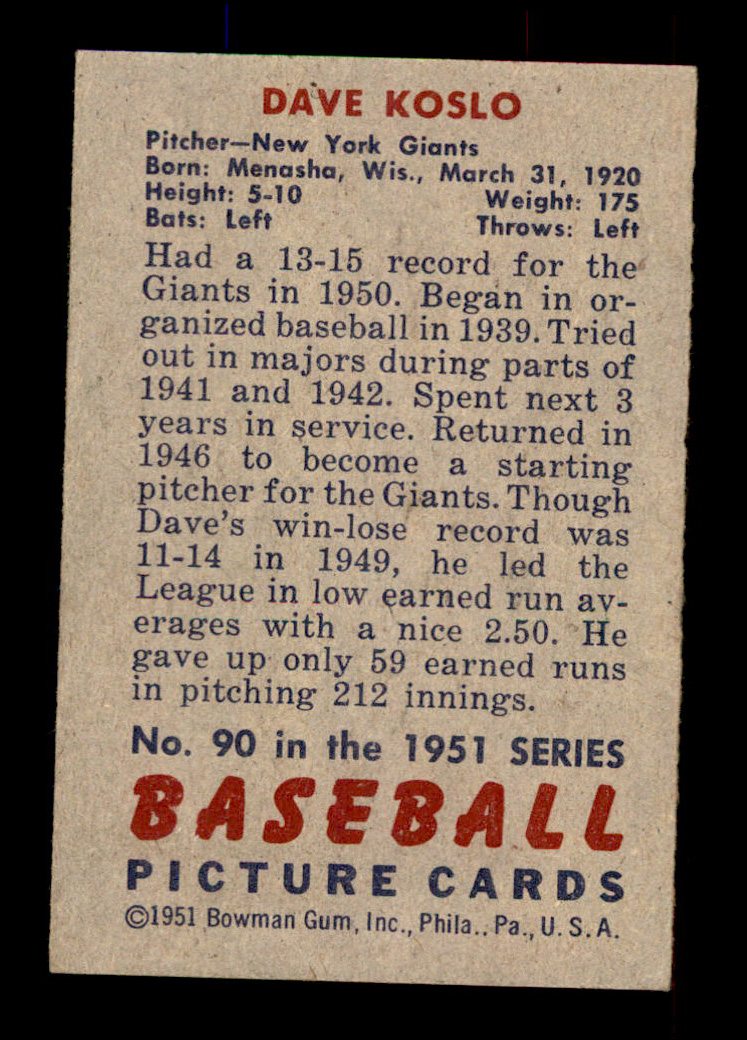 DAVE KOSLO
Pitcher—New York Giants
Born: Menasha, Wis., March 31, 1920
Height: 5-10 Weight: 175
Bats: Left Throws: Left
Had a 13-15 record for the
Giants in 1950. Began in or-
ganized baseball in 1939. Tried
out in majors during parts of
1941 and 1942. Spent next 3
years in service. Returned in
1946 to become a starting
pitcher for the Giants. Though
Dave's win-lose record was
11-14 in 1949, he led the
League in low earned run av-
erages with a nice 2.50. He
gave up only 59 earned runs
in pitching 212 innings.
No. 90 in the 1951 SERIES
BASEBALL
PICTURE CARDS
©1951 Bowman Gum, Inc., Phila.. Pa., U. S. A.